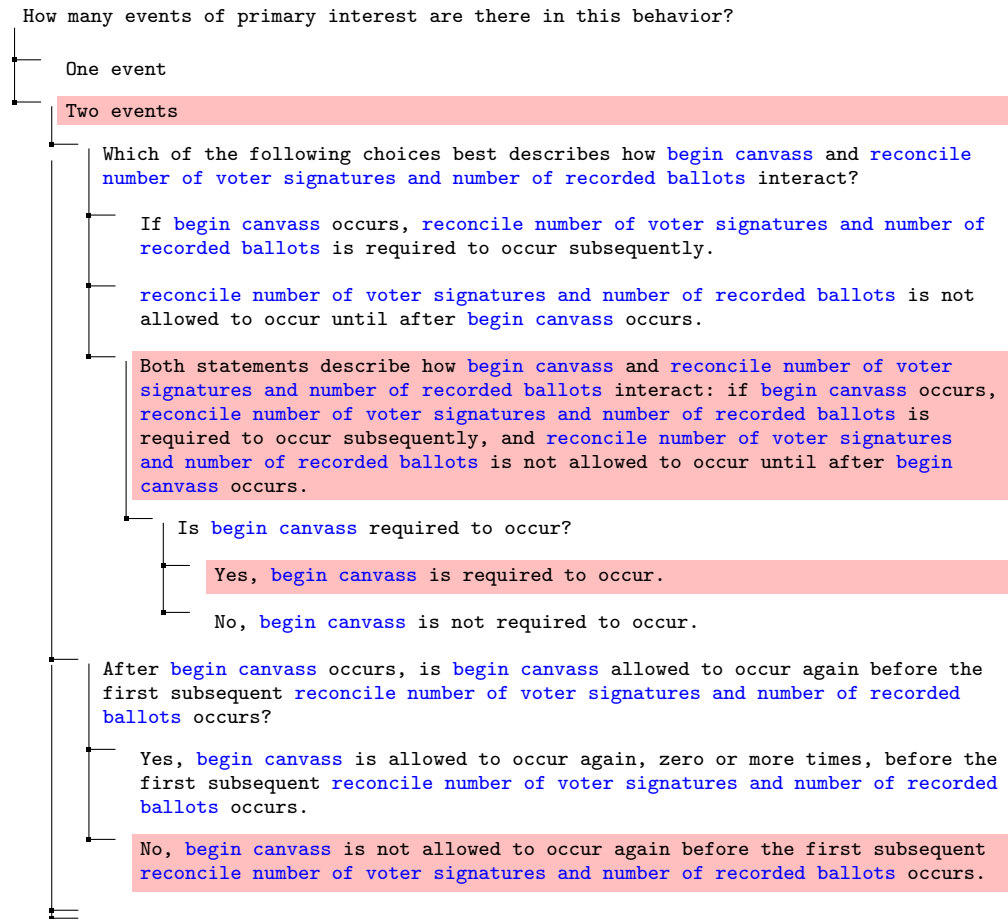 How many events of primary interest are there in this behavior?
One event
Two events
Which of the following choices best describes how begin canvass and reconcile
number of voter signatures and number of recorded ballots interact?
If begin canvass occurs, reconcile number of voter signatures and number of
recorded ballots is required to occur subsequently.
reconcile number of voter signatures and number of recorded ballots is not
allowed to occur until after begin canvass occurs.
Both statements describe how begin canvass and reconcile number of voter
signatures and number of recorded ballots interact: if begin canvass occurs,
reconcile number of voter signatures and number of recorded ballots is
required to occur subsequently, and reconcile number of voter signatures
and number of recorded ballots is not allowed to occur until after begin
canvass occurs.
Is begin canvass required to occur?
Yes, begin canvass is required to occur.
No, begin canvass is not required to occur.
After begin canvass occurs, is begin canvass allowed to occur again before the
first subsequent reconcile number of voter signatures and number of recorded
ballots occurs?
Yes, begin canvass is allowed to occur again, zero or more times, before the
first subsequent reconcile number of voter signatures and number of recorded
ballots occurs.
No, begin canvass is not allowed to occur again before the first subsequent
reconcile number of voter signatures and number of recorded ballots occurs.